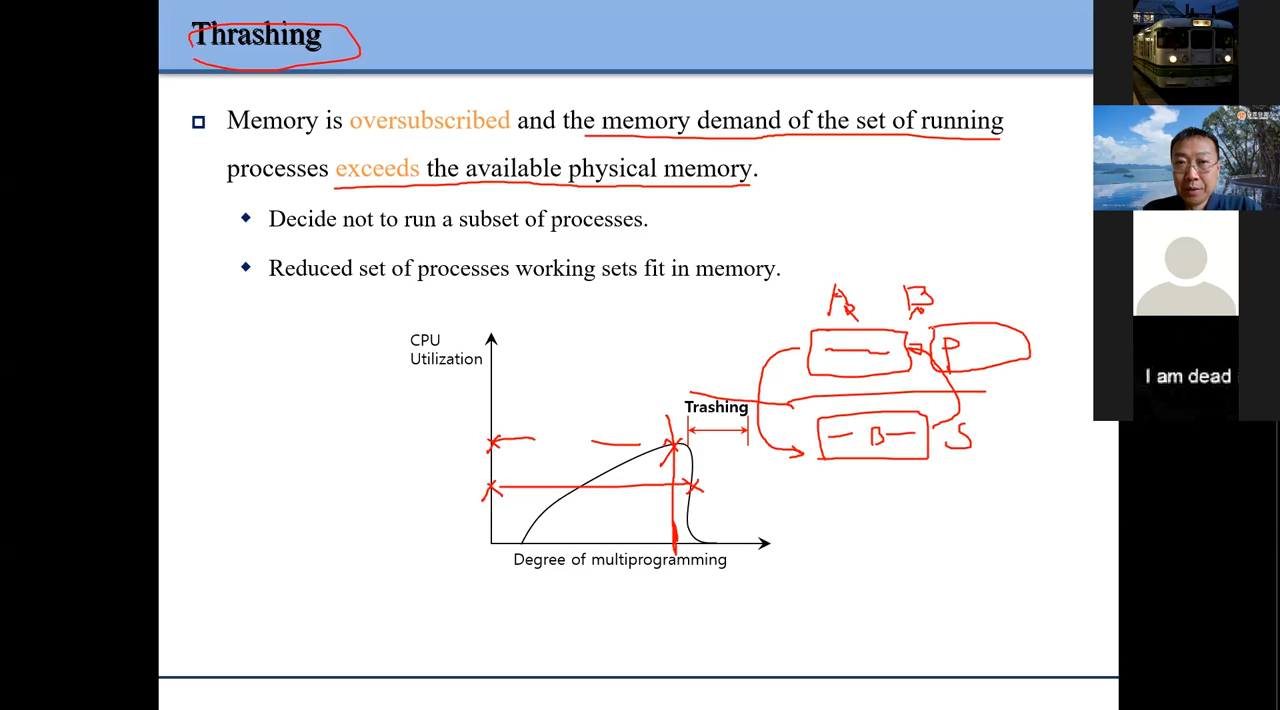 Thrashing
Memory is oversubscribed and the memory demand of the set of running
processes exceeds the available physical memory.
Decide not to run a subset of processes.
Reduced set of processes working sets fit in memory.
A B
P
B S
CPU
Utilization
Trashing
Degree of multiprogramming
I am dead